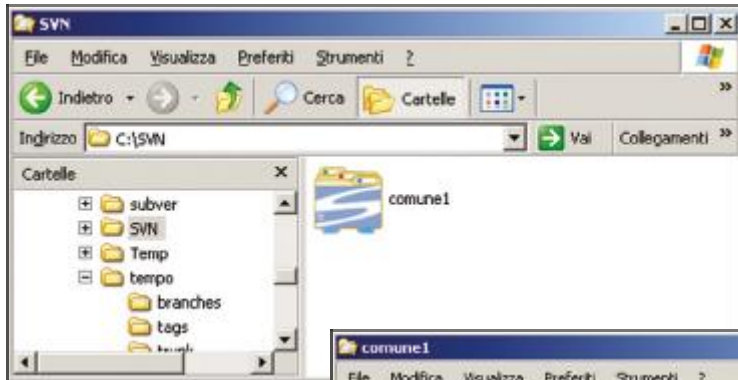 SVN
File Modifica Visualizza Preferiti Strumenti ?
Indietro Cerca Cartelle »
Indirizzo C:\SVN Vai Collegamenti »
Cartelle
comune1
subver
SVN
Temp
tempo
branches
tags
trunk
comune1
File Modifica Visualizza Preferiti Strumenti ?